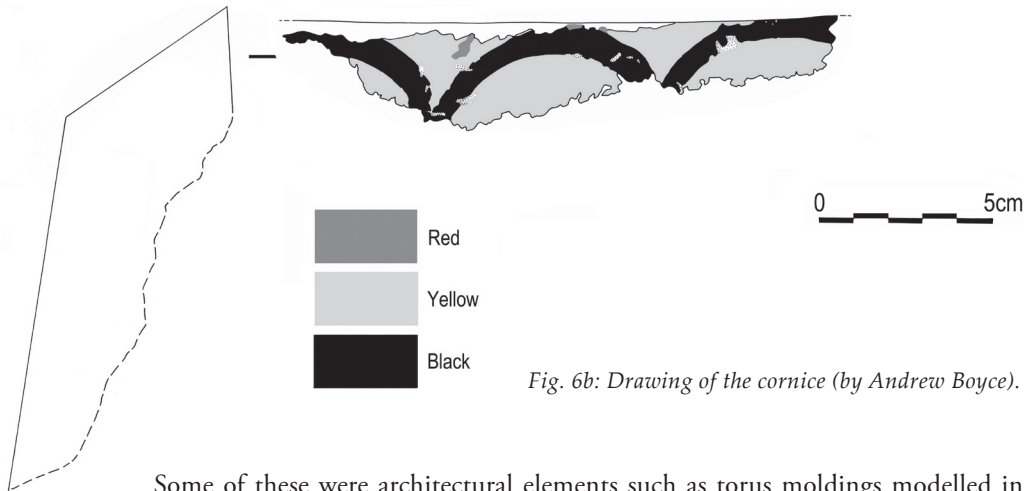 0 5cm
Red
Yellow
Black
Fig. 6b: Drawing of the cornice (by Andrew Boyce).
Some of these were architectural elements such as torus moldings modelled in